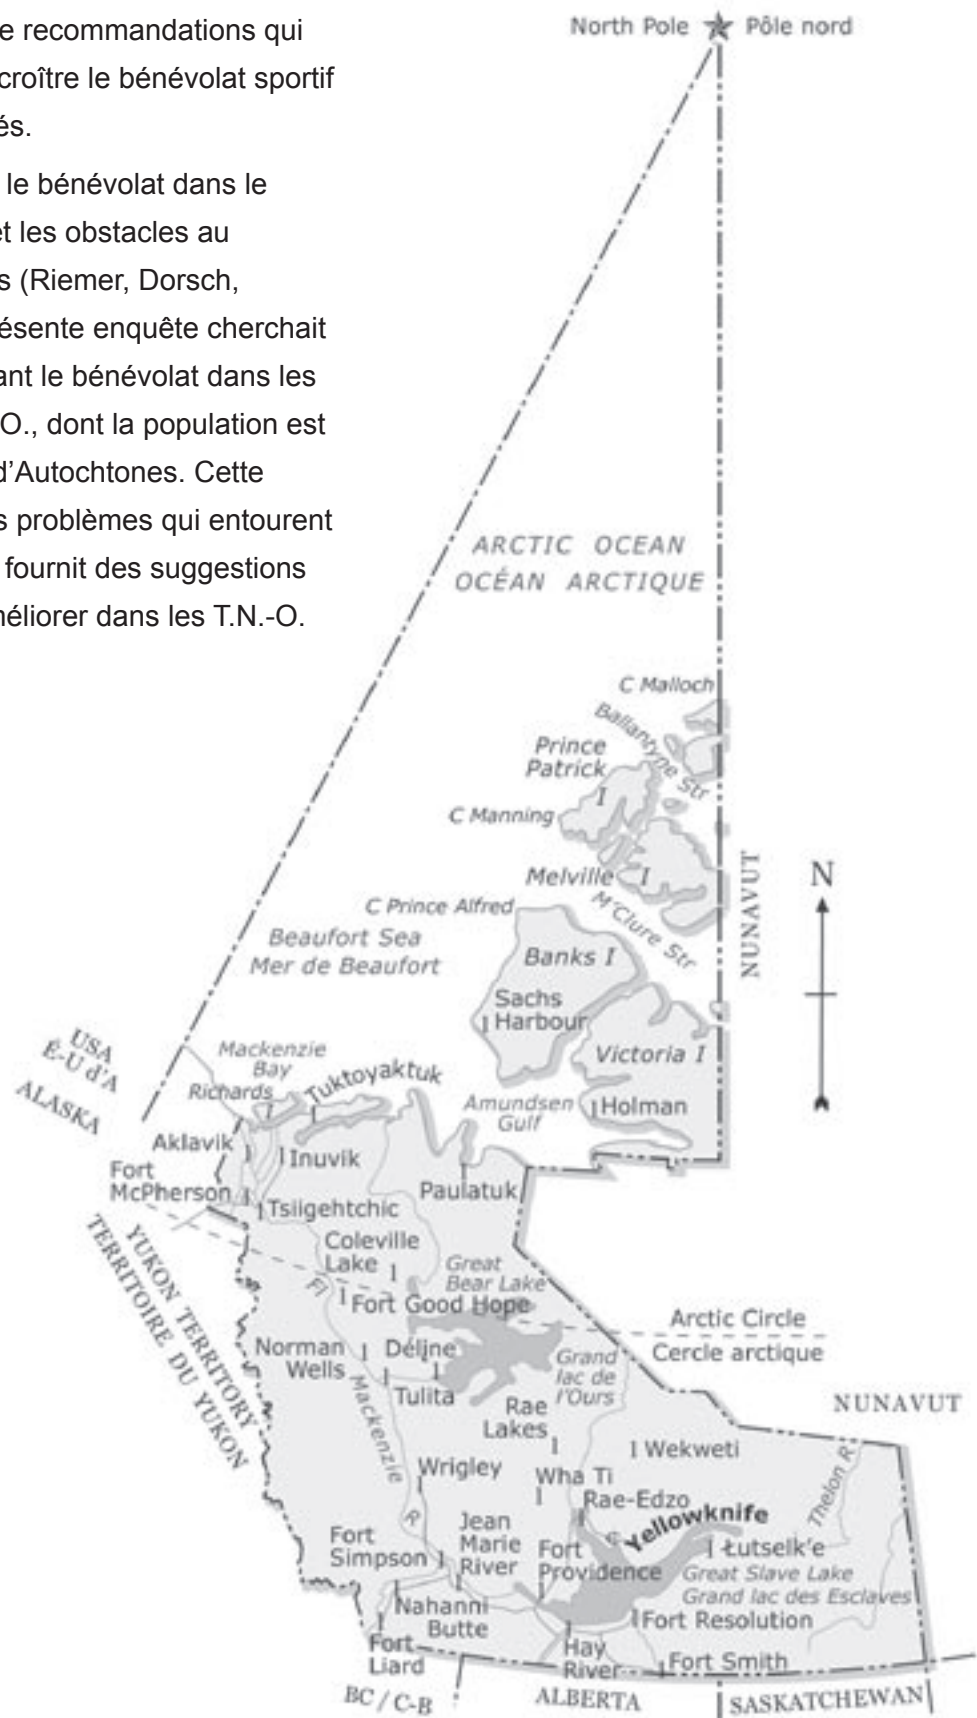 e recommandations qui
croître le bénévolat sportif
és.
le bénévolat dans le
et les obstacles au
s (Riemer, Dorsch,
ésente enquête cherchait
ant le bénévolat dans les
O., dont la population est
d’Autochtones. Cette
s problèmes qui entourent
fournit des suggestions
méliorer dans les T.N.-O.
North Pole Pôle nord
ARCTIC OCEAN
OCÉAN ARCTIQUE
C Malloch
Ballantyne Str
Prince
Patrick
I
C Manning
Melville I
M'Clure Str
NUNAVUT
N
C Prince Alfred
Beaufort Sea
Mer de Beaufort
Banks I
Sachs
Harbour
Victoria I
USA
É-U d'A
ALASKA
Mackenzie
Bay
Richards I
Tuktoyaktuk
Amundsen
Gulf
Holman
Aklavik
Inuvik
Fort
McPherson
Paulatuk
Tsiigehtchic
YUKON TERRITORY
TERRITOIRE DU YUKON
Coleville
Lake
Great
Bear Lake
Fort Good Hope
Arctic Circle
Cercle arctique
Norman
Wells
Déline
Tulita
Grand
lac de
l'Ours
Mackenzie R
Rae
Lakes
NUNAVUT
Wekweti
Thelon R
Wrigley
Wha Ti
Rae-Edzo
Yellowknife
Fort
Simpson
Jean
Marie
River
Fort
Providence
Łutselk'e
Great Slave Lake
Grand lac des Esclaves
Nahanni
Butte
Fort Resolution
Fort
Liard
Hay
River
Fort Smith
BC / C-B
ALBERTA
SASKATCHEWAN